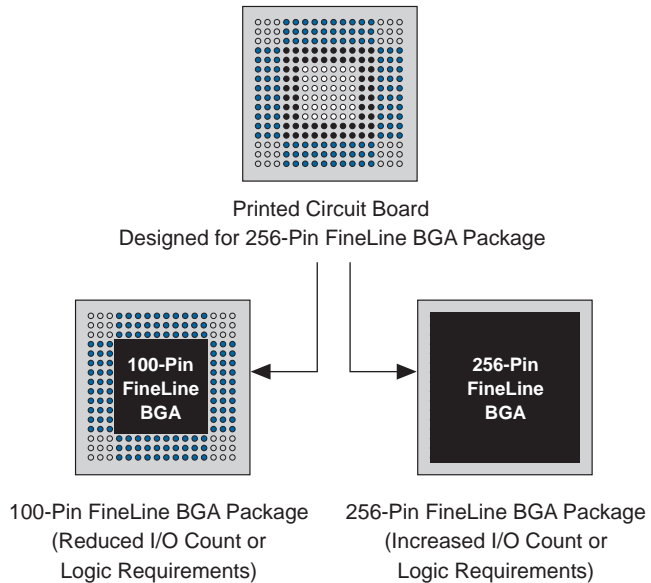 Printed Circuit Board
Designed for 256-Pin FineLine BGA Package
100-Pin
FineLine
BGA
256-Pin
FineLine
BGA
100-Pin FineLine BGA Package
(Reduced I/O Count or
Logic Requirements)
256-Pin FineLine BGA Package
(Increased I/O Count or
Logic Requirements)